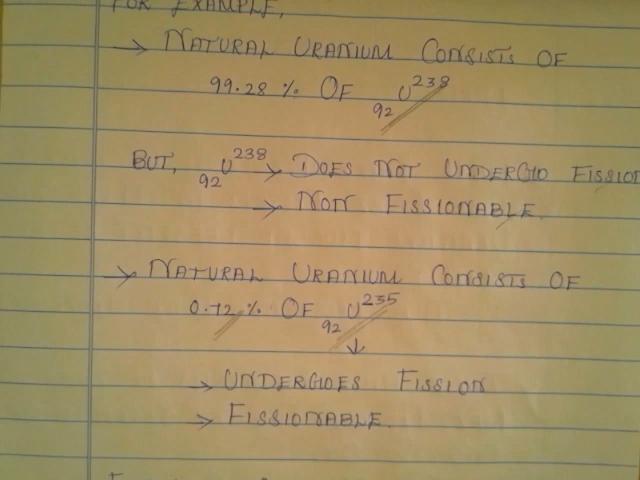 FOR EXAMPLE,
→ NATURAL URANIUM CONSISTS OF
99.28 % OF ₉₂U²³⁸
BUT, ₉₂U²³⁸ → DOES NOT UNDERGO FISSION
→ NON FISSIONABLE.
→ NATURAL URANIUM CONSISTS OF
0.72 % OF ₉₂U²³⁵
↓
→ UNDERGOES FISSION
→ FISSIONABLE.